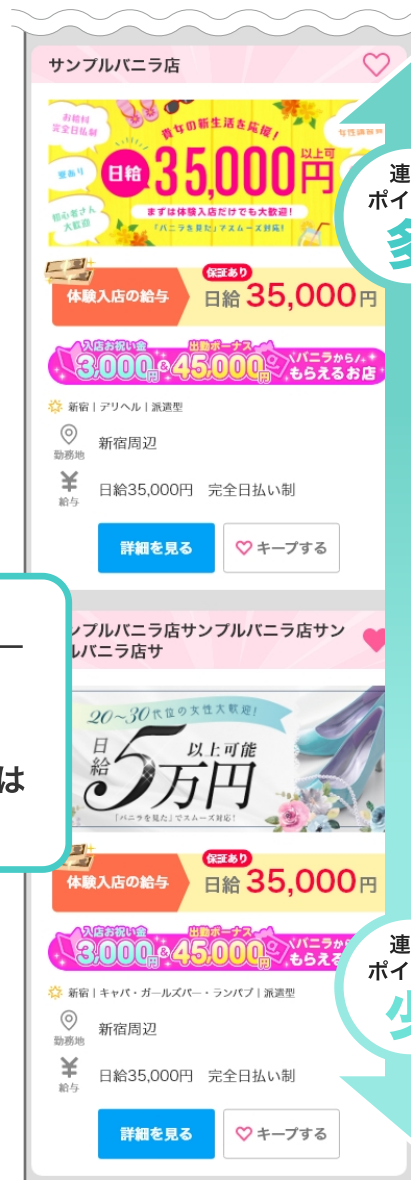 サンプルバニラ店
お給料
完全日払制
寮あり
初心者さん
大歓迎
青年の新生活を応援!
日給35,000円以上可
まずは体験入店だけでも大歓迎!
「バニラを見た」でスムーズ対応!
連
ポイ
多
保証あり
体験入店の給与
日給 35,000円
入店お祝い金
3,000円
&
出勤ボーナス
45,000円
バニラから
もらえるお店
新宿 | デリヘル | 派遣型
勤務地
新宿周辺
給与
日給35,000円 完全日払い制
詳細を見る
キープする
ンプルバニラ店サンプルバニラ店サン
ルバニラ店サ
20〜30代位の女性大歓迎!
日給5万円以上可能
「バニラを見た」でスムーズ対応!
は
保証あり
体験入店の給与
日給 35,000円
入店お祝い金
3,000円
&
出勤ボーナス
45,000円
バニラか
もらえる
連
ポイ
少
新宿 | キャバ・ガールズバー・ランパブ | 派遣型
勤務地
新宿周辺
給与
日給35,000円 完全日払い制
詳細を見る
キープする